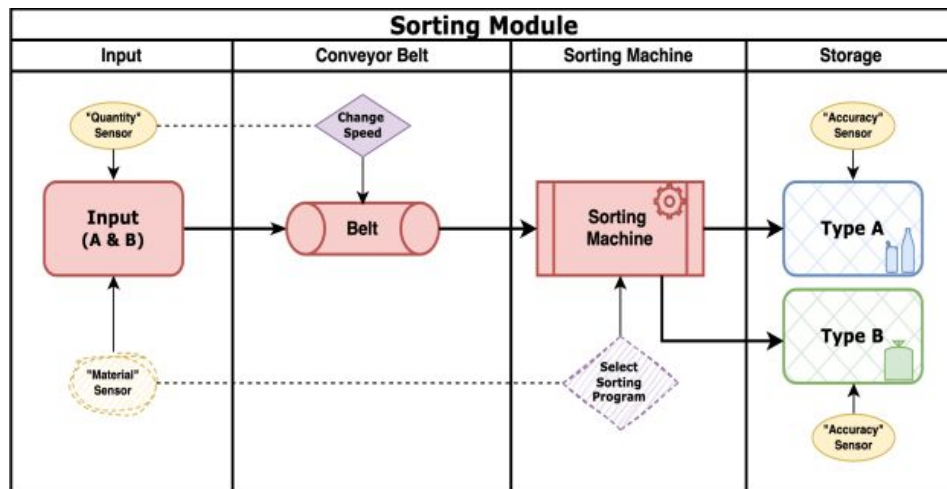 Sorting Module
Input
Conveyor Belt
Sorting Machine
Storage
"Quantity"
Sensor
Change
Speed
"Accuracy"
Sensor
Input
(A & B)
Belt
Sorting
Machine
Type A
Type B
"Material"
Sensor
Select
Sorting
Program
"Accuracy"
Sensor